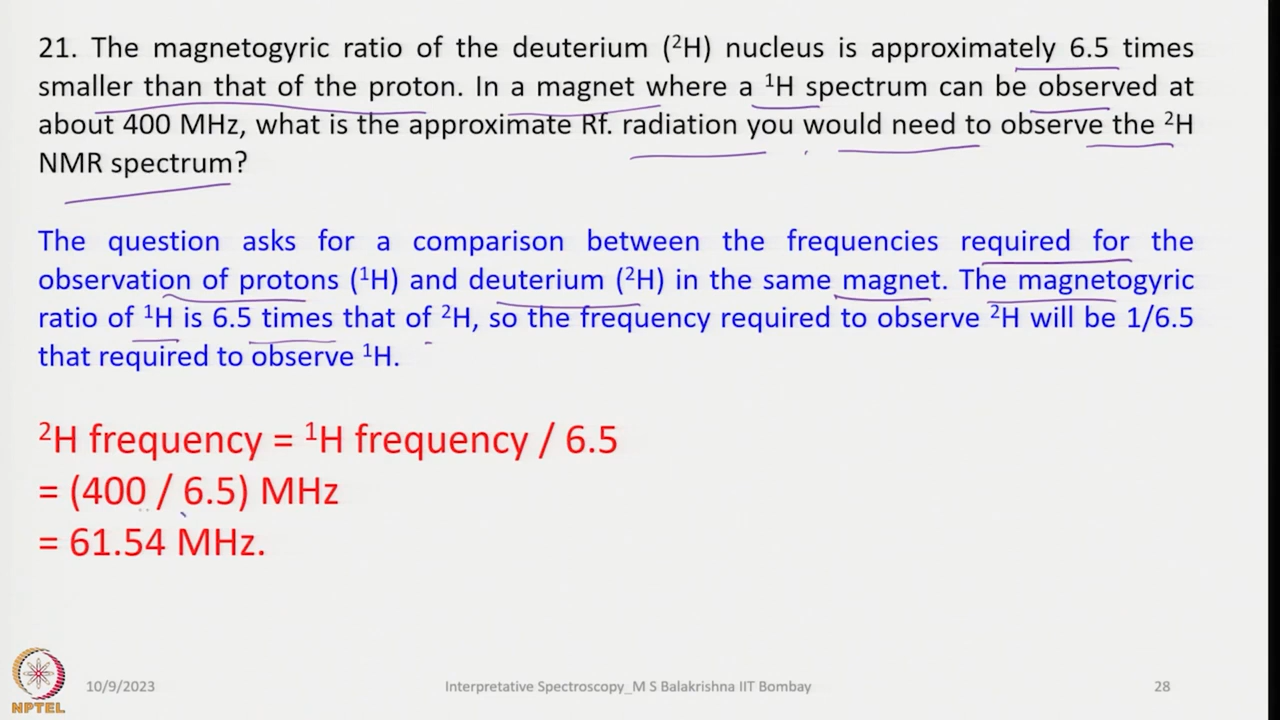 21. The magnetogyric ratio of the deuterium (²H) nucleus is approximately 6.5 times
smaller than that of the proton. In a magnet where a ¹H spectrum can be observed at
about 400 MHz, what is the approximate Rf. radiation you would need to observe the ²H
NMR spectrum?
The question asks for a comparison between the frequencies required for the
observation of protons (¹H) and deuterium (²H) in the same magnet. The magnetogyric
ratio of ¹H is 6.5 times that of ²H, so the frequency required to observe ²H will be 1/6.5
that required to observe ¹H.
²H frequency = ¹H frequency / 6.5
= (400 / 6.5) MHz
= 61.54 MHz.
NPTEL
10/9/2023
Interpretative Spectroscopy_M S Balakrishna IIT Bombay
28